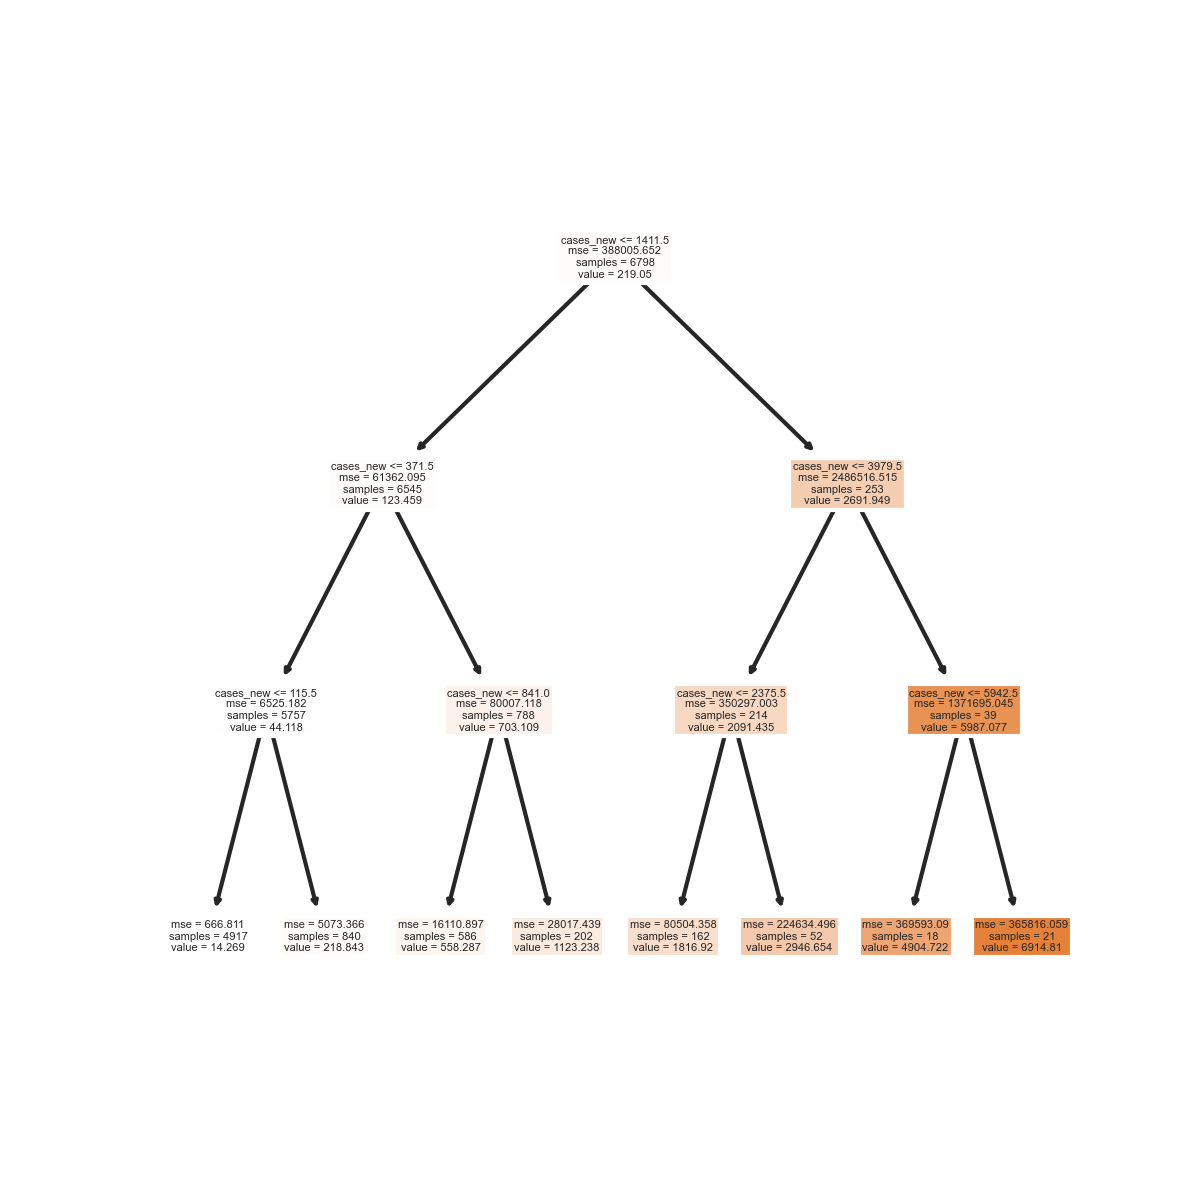 cases_new <= 1411.5
mse = 388005.652
samples = 6798
value = 219.05
cases_new <= 371.5
mse = 61362.095
samples = 6545
value = 123.459
cases_new <= 3979.5
mse = 2486516.515
samples = 253
value = 2691.949
cases_new <= 115.5
mse = 6525.182
samples = 5757
value = 44.118
cases_new <= 841.0
mse = 80007.118
samples = 788
value = 703.109
cases_new <= 2375.5
mse = 350297.003
samples = 214
value = 2091.435
cases_new <= 5942.5
mse = 1371695.045
samples = 39
value = 5987.077
mse = 666.811
samples = 4917
value = 14.269
mse = 5073.366
samples = 840
value = 218.843
mse = 16110.897
samples = 586
value = 558.287
mse = 28017.439
samples = 202
value = 1123.238
mse = 80504.358
samples = 162
value = 1816.92
mse = 224634.496
samples = 52
value = 2946.654
mse = 369593.09
samples = 18
value = 4904.722
mse = 365816.059
samples = 21
value = 6914.81